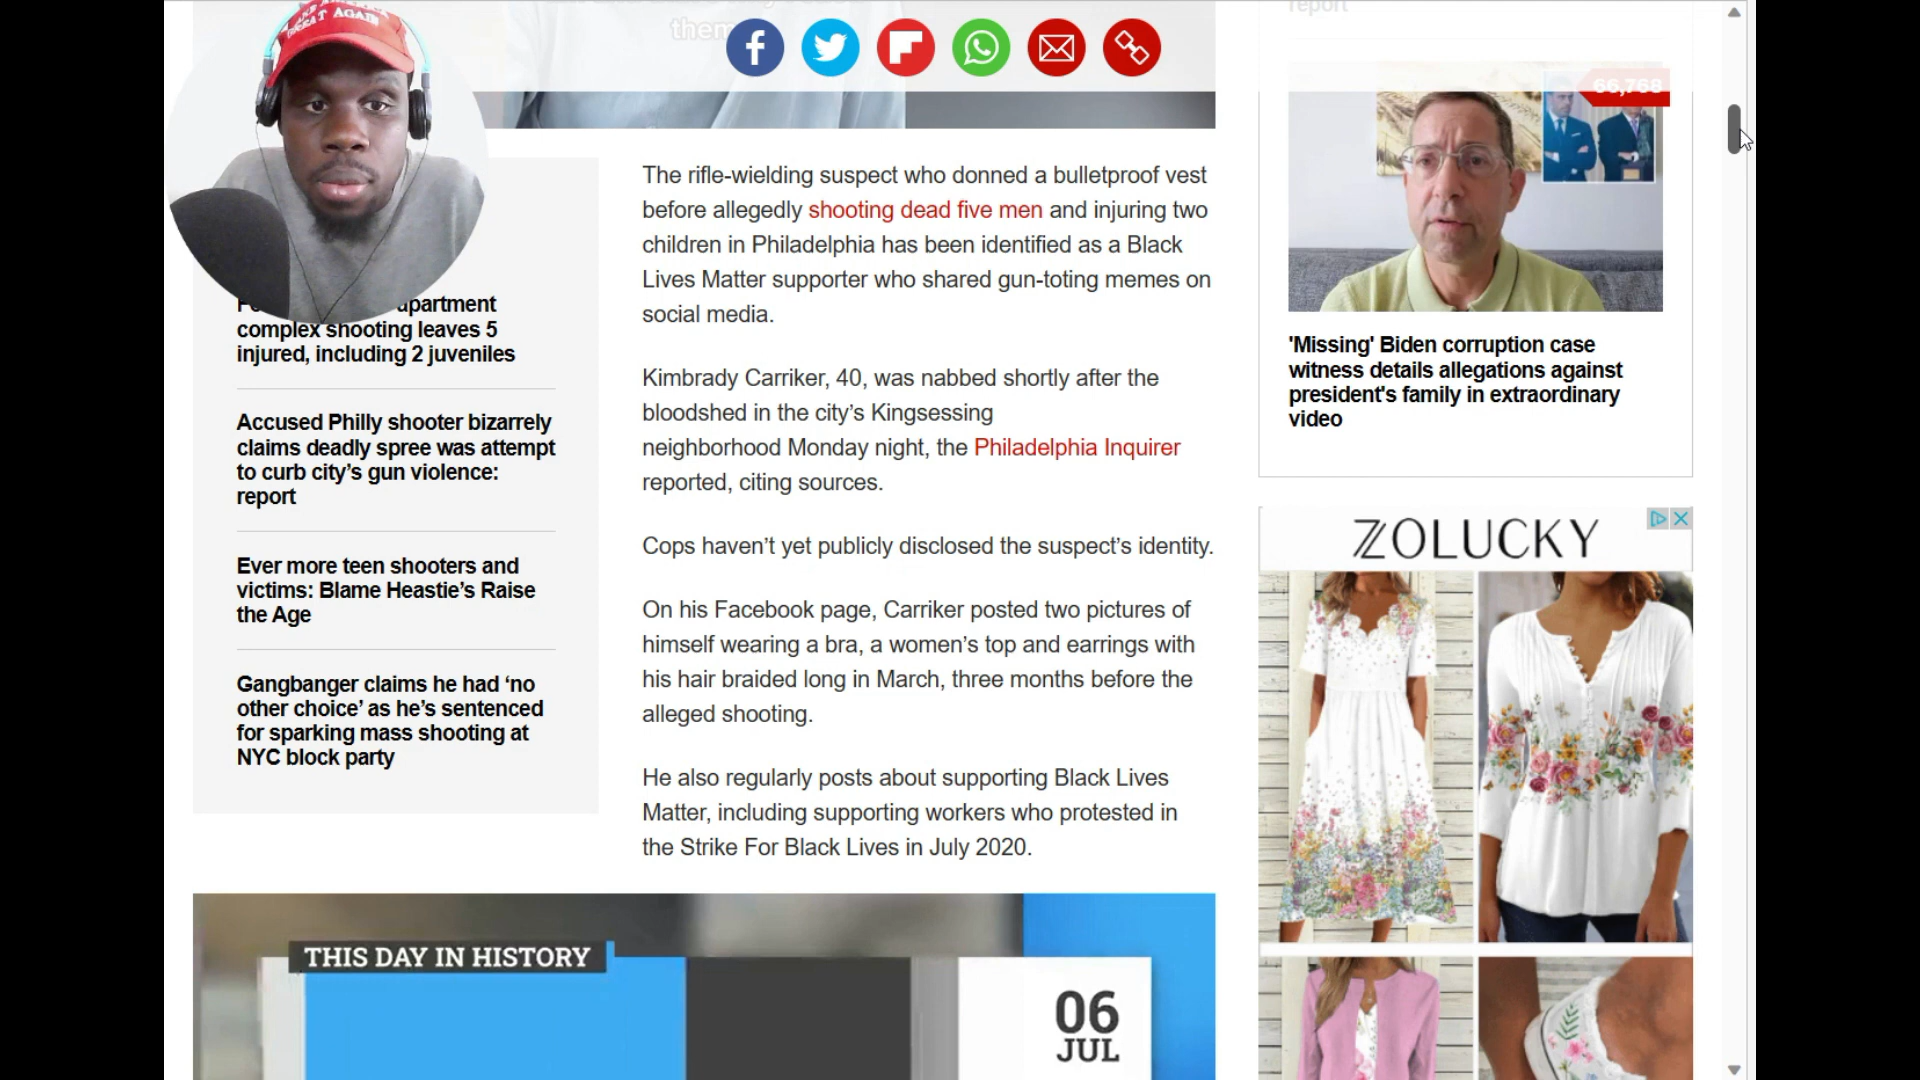 GREAT AGAIN
them
report
66,768
The rifle-wielding suspect who donned a bulletproof vest
before allegedly shooting dead five men and injuring two
children in Philadelphia has been identified as a Black
Lives Matter supporter who shared gun-toting memes on
social media.
Kimbrady Carriker, 40, was nabbed shortly after the
bloodshed in the city’s Kingsessing
neighborhood Monday night, the Philadelphia Inquirer
reported, citing sources.
Cops haven’t yet publicly disclosed the suspect’s identity.
On his Facebook page, Carriker posted two pictures of
himself wearing a bra, a women’s top and earrings with
his hair braided long in March, three months before the
alleged shooting.
He also regularly posts about supporting Black Lives
Matter, including supporting workers who protested in
the Strike For Black Lives in July 2020.
complex shooting leaves 5
injured, including 2 juveniles
Accused Philly shooter bizarrely
claims deadly spree was attempt
to curb city’s gun violence:
report
Ever more teen shooters and
victims: Blame Heastie’s Raise
the Age
Gangbanger claims he had ‘no
other choice’ as he’s sentenced
for sparking mass shooting at
NYC block party
'Missing' Biden corruption case
witness details allegations against
president's family in extraordinary
video
ZOLUCKY
THIS DAY IN HISTORY
06
JUL